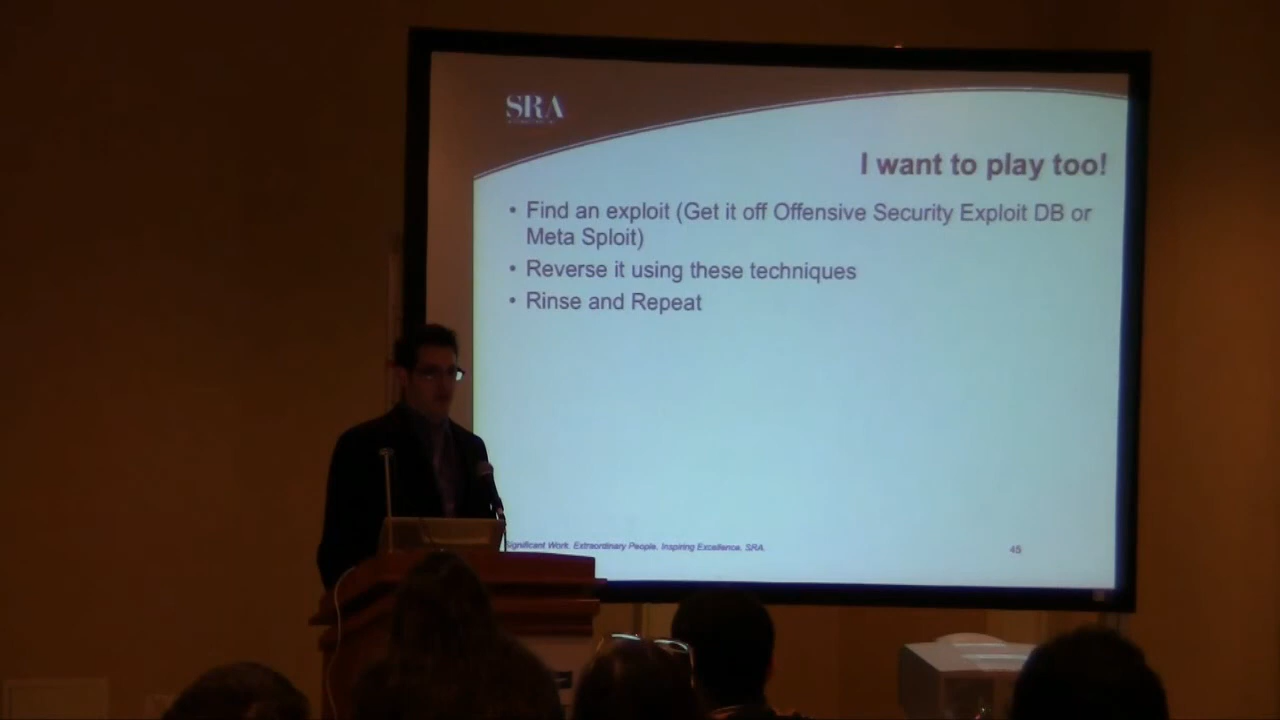 SRA
I want to play too!
• Find an exploit (Get it off Offensive Security Exploit DB or
Meta Sploit)
• Reverse it using these techniques
• Rinse and Repeat
Significant Work. Extraordinary People. Inspiring Excellence. SRA.
45